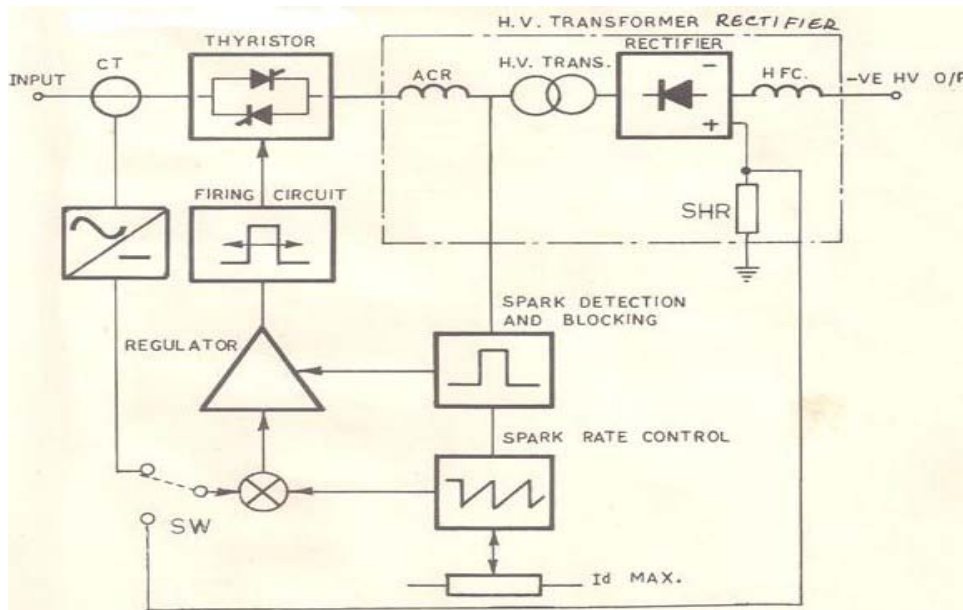 H.V. TRANSFORMER RECTIFIER
THYRISTOR
RECTIFIER
CT
INPUT
ACR
H.V. TRANS.
-
HFC.
-VE HV O/P
+
FIRING CIRCUIT
SHR
SPARK DETECTION
AND BLOCKING
REGULATOR
SPARK RATE CONTROL
SW
Id MAX.